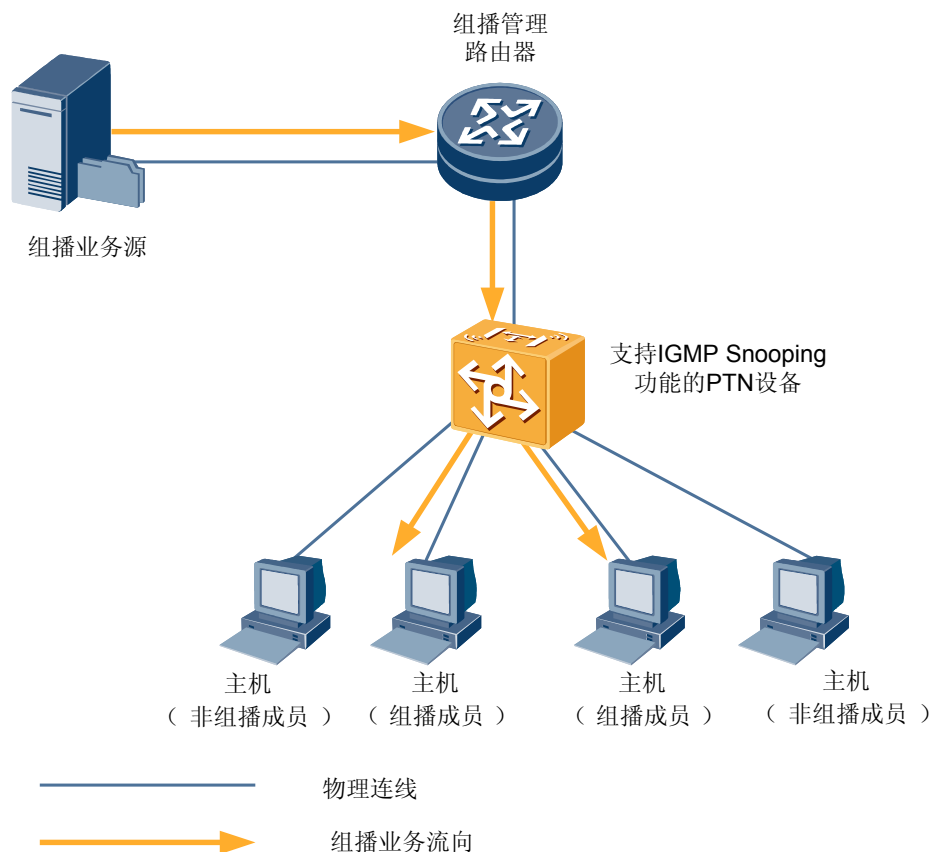 组播管理
路由器
组播业务源
支持IGMP Snooping
功能的PTN设备
主机
（ 非组播成员 ）
主机
（ 组播成员 ）
主机
（ 组播成员 ）
主机
（ 非组播成员 ）
物理连线
组播业务流向